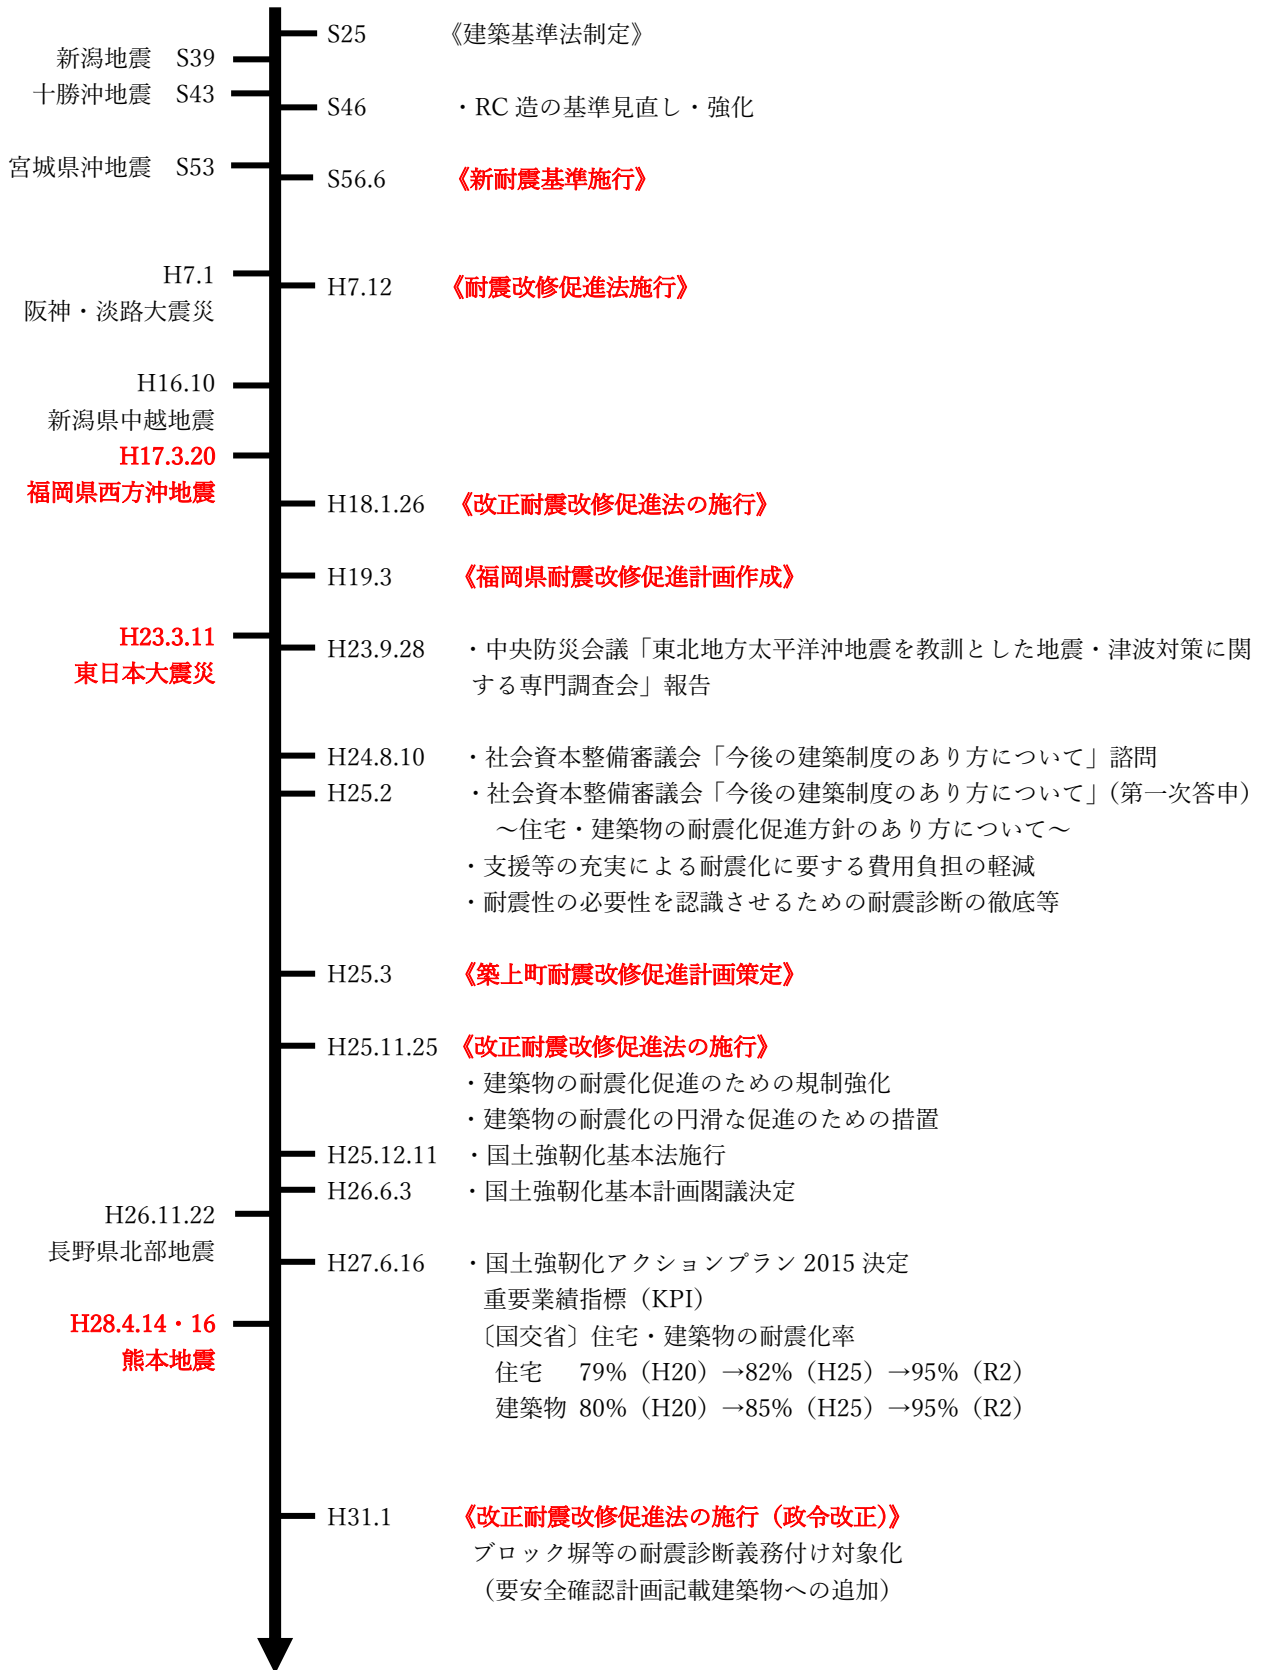 S25 《建築基準法制定》
新潟地震 S39
十勝沖地震 S43
S46 ・RC 造の基準見直し・強化
宮城県沖地震 S53
S56.6 《新耐震基準施行》
H7.1
阪神・淡路大震災
H7.12 《耐震改修促進法施行》
H16.10
新潟県中越地震
H17.3.20
福岡県西方沖地震
H18.1.26 《改正耐震改修促進法の施行》
H19.3 《福岡県耐震改修促進計画作成》
H23.3.11
東日本大震災
H23.9.28 ・中央防災会議「東北地方太平洋沖地震を教訓とした地震・津波対策に関
する専門調査会」報告
H24.8.10 ・社会資本整備審議会「今後の建築制度のあり方について」諮問
H25.2 ・社会資本整備審議会「今後の建築制度のあり方について」（第一次答申）
～住宅・建築物の耐震化促進方針のあり方について～
・支援等の充実による耐震化に要する費用負担の軽減
・耐震性の必要性を認識させるための耐震診断の徹底等
H25.3 《築上町耐震改修促進計画策定》
H25.11.25 《改正耐震改修促進法の施行》
・建築物の耐震化促進のための規制強化
・建築物の耐震化の円滑な促進のための措置
H25.12.11 ・国土強靭化基本法施行
H26.6.3 ・国土強靭化基本計画閣議決定
H26.11.22
長野県北部地震
H27.6.16 ・国土強靭化アクションプラン 2015 決定
重要業績指標（KPI）
〔国交省〕住宅・建築物の耐震化率
住宅 79%（H20）→82%（H25）→95%（R2）
建築物 80%（H20）→85%（H25）→95%（R2）
H28.4.14・16
熊本地震
H31.1 《改正耐震改修促進法の施行（政令改正）》
ブロック塀等の耐震診断義務付け対象化
（要安全確認計画記載建築物への追加）